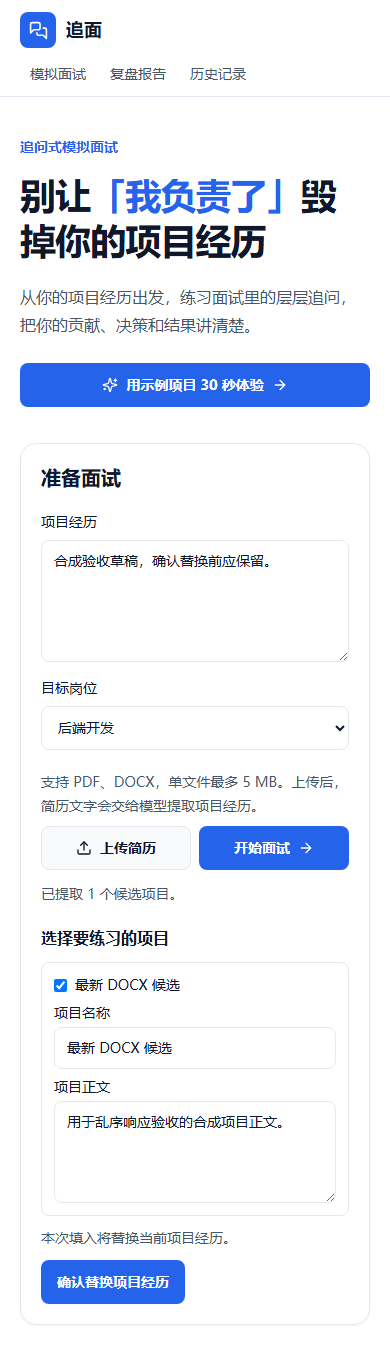 追面
模拟面试 复盘报告 历史记录
追问式模拟面试
别让「我负责了」毁
掉你的项目经历
从你的项目经历出发，练习面试里的层层追问，
把你的贡献、决策和结果讲清楚。
用示例项目 30 秒体验
准备面试
项目经历
合成验收草稿，确认替换前应保留。
目标岗位
后端开发
支持 PDF、DOCX，单文件最多 5 MB。上传后，
简历文字会交给模型提取项目经历。
上传简历 开始面试
已提取 1 个候选项目。
选择要练习的项目
最新 DOCX 候选
项目名称
最新 DOCX 候选
项目正文
用于乱序响应验收的合成项目正文。
本次填入将替换当前项目经历。
确认替换项目经历